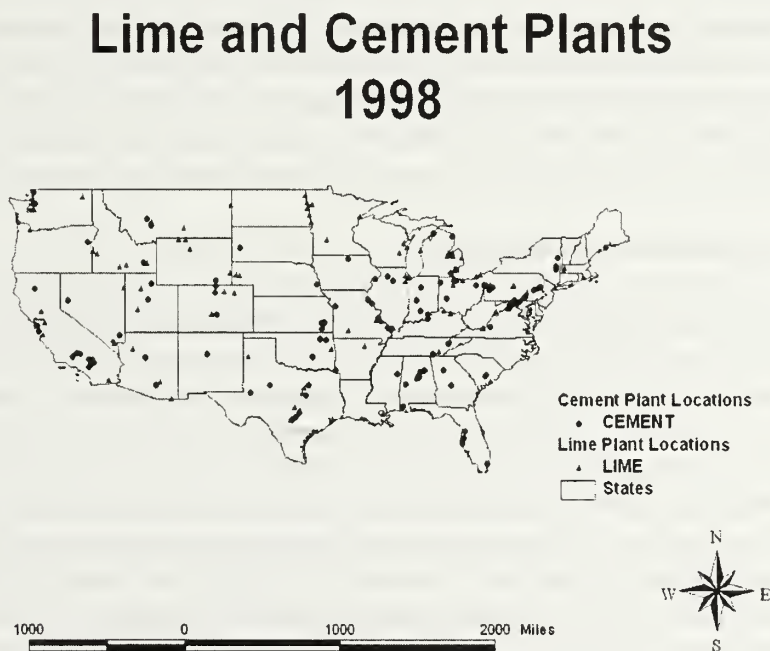 Lime and Cement Plants
1998
Cement Plant Locations
CEMENT
Lime Plant Locations
LIME
States
N
W E
S
1000 0 1000 2000 Miles